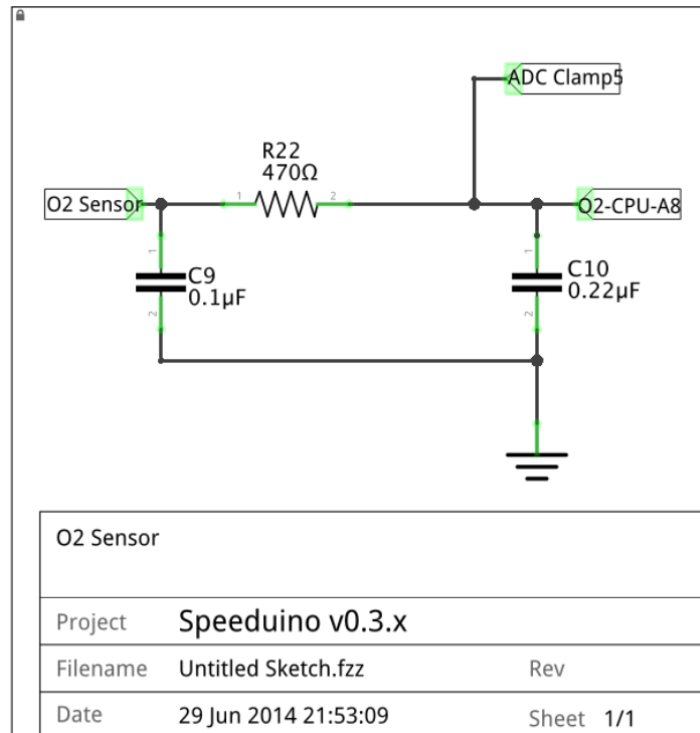 ADC Clamp5
R22
470Ω
O2 Sensor
1
2
O2-CPU-A8
1
1
C9
0.1µF
C10
0.22µF
2
2
O2 Sensor
Project Speeduino v0.3.x
Filename Untitled Sketch.fzz Rev
Date 29 Jun 2014 21:53:09 Sheet 1/1